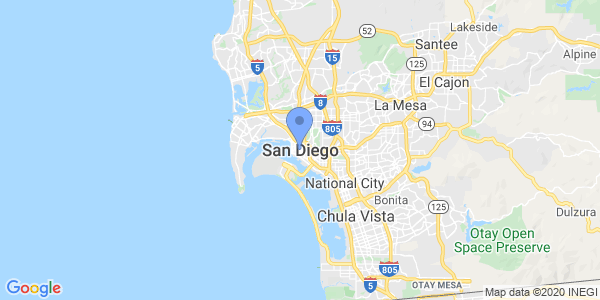 Lakeside
52
Santee
Alpine
15
5
125
El Cajon
8
La Mesa
805
94
San Diego
National City
125
Bonita
Dulzura
Chula Vista
Otay Open
Space Preserve
805
5
OTAY MESA
Google
Map data ©2020 INEGI